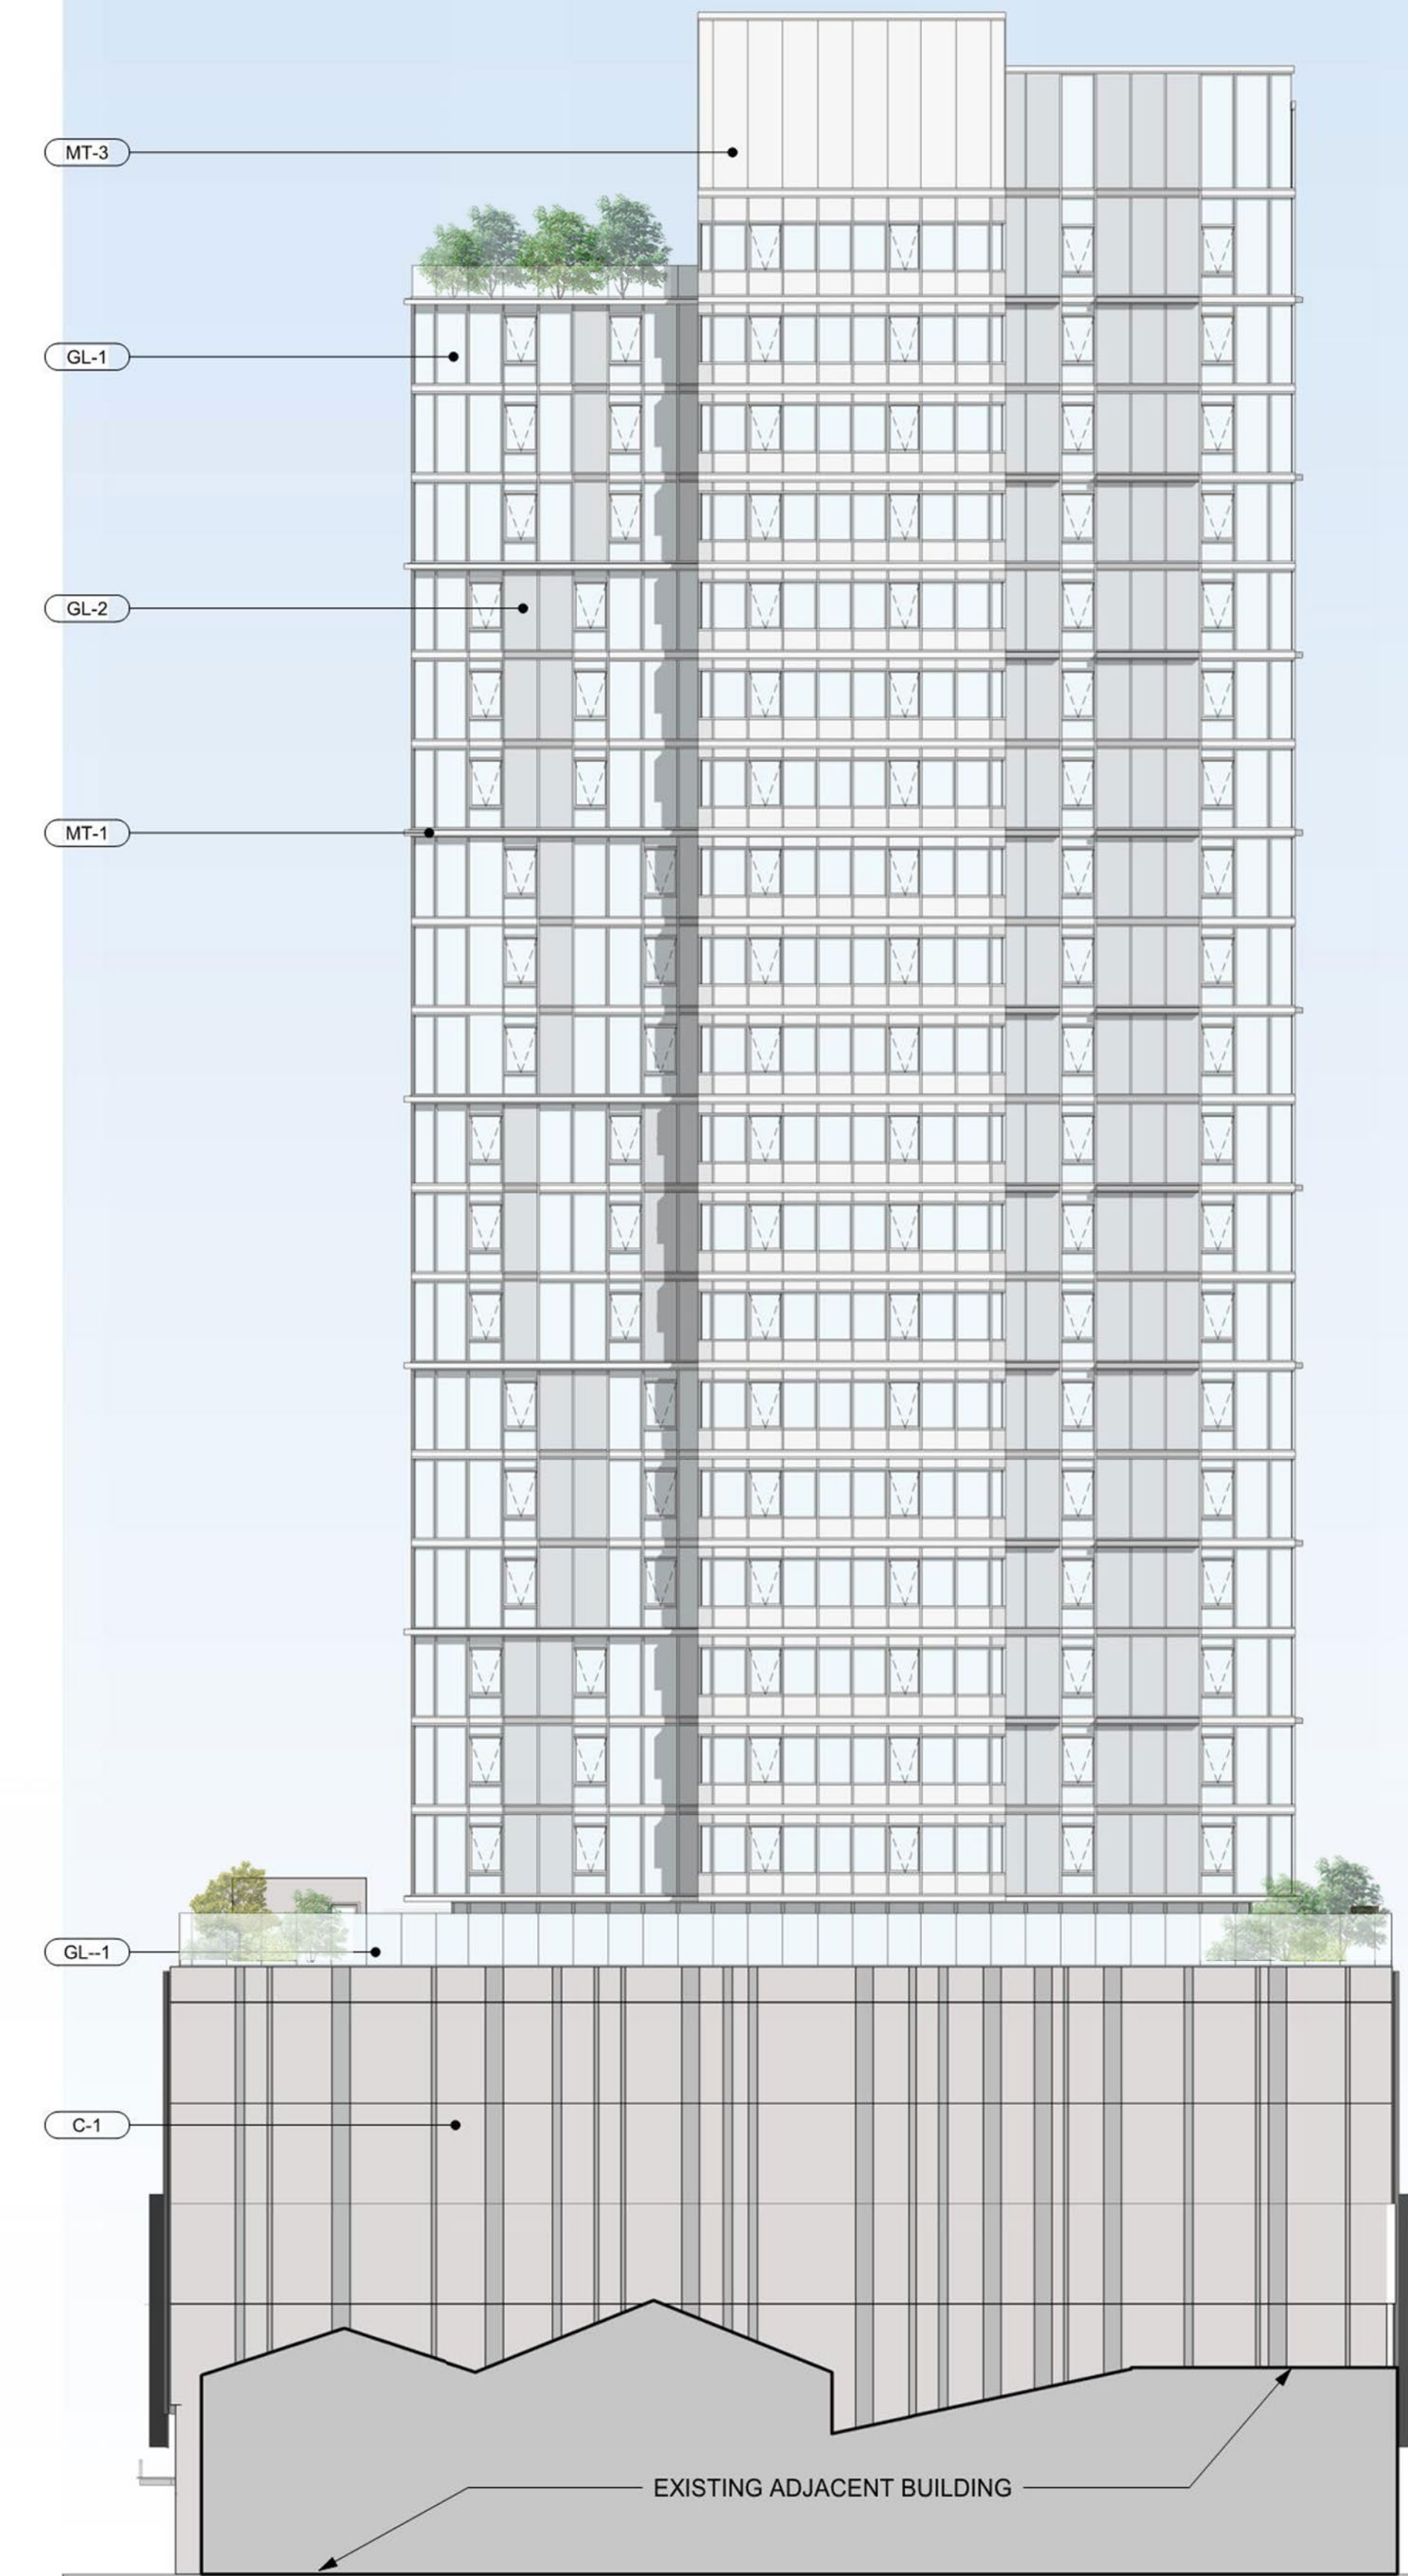 MT-3
GL-1
GL-2
MT-1
GL--1
C-1
EXISTING ADJACENT BUILDING